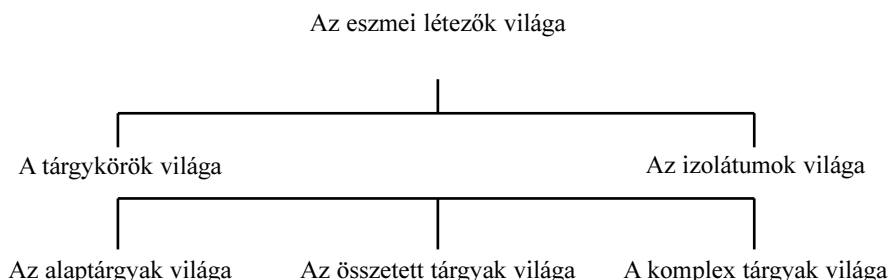 Az eszmei létezők világa
A tárgykörök világa
Az izolátumok világa
Az alaptárgyak világa
Az összetett tárgyak világa
A komplex tárgyak világa